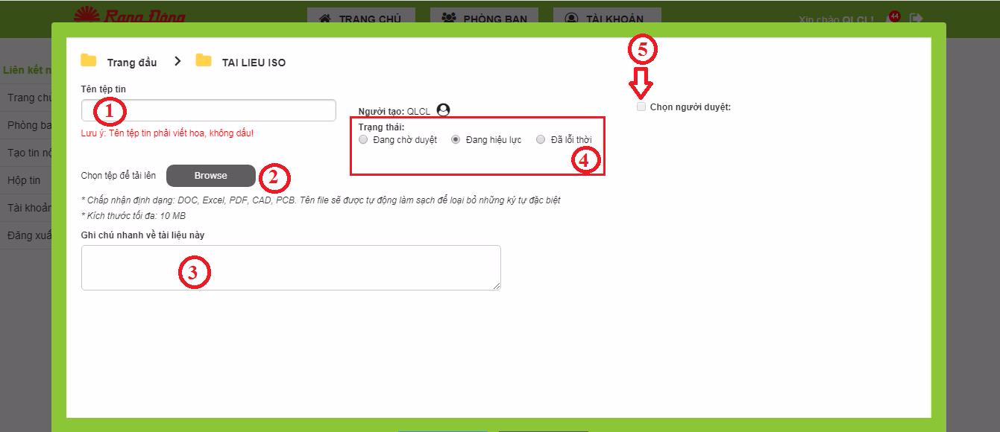 Rạng Đông
TRANG CHỦ
PHÒNG BAN
TÀI KHOẢN
Xin chào QLCL!
44
Liên kết n
Trang chủ
Phòng ba
Tạo tin nộ
Hộp tin
Tài khoản
Đăng xuấ
Trang đầu
TAI LIEU ISO
5
Tên tệp tin
1
Người tạo: QLCL
Chọn người duyệt:
Lưu ý: Tên tệp tin phải viết hoa, không dấu!
Trạng thái:
Đang chờ duyệt Đang hiệu lực Đã lỗi thời
4
Chọn tệp để tải lên Browse 2
* Chấp nhận định dạng: DOC, Excel, PDF, CAD, PCB. Tên file sẽ được tự động làm sạch để loại bỏ những ký tự đặc biệt
* Kích thước tối đa: 10 MB
Ghi chú nhanh về tài liệu này
3